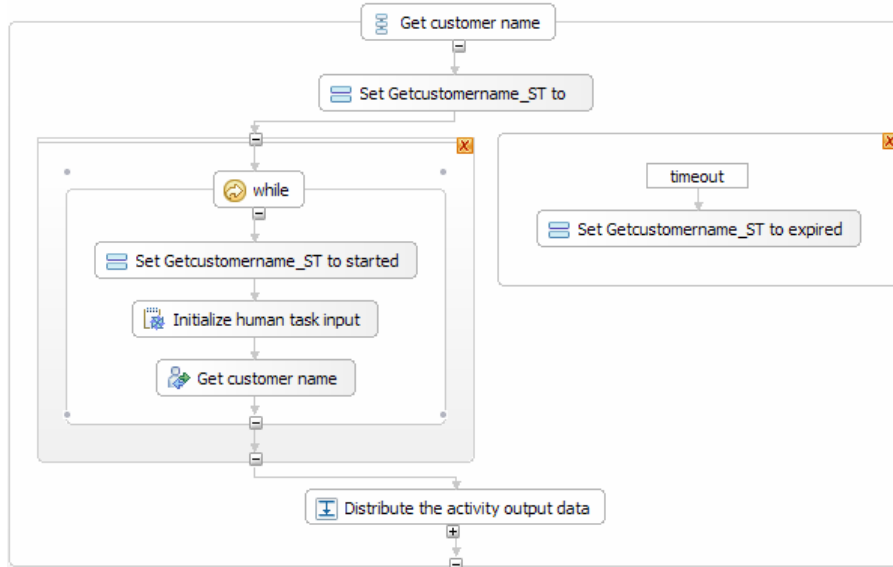 Get customer name
Set Getcustomername_ST to
while
Set Getcustomername_ST to started
Initialize human task input
Get customer name
timeout
Set Getcustomername_ST to expired
Distribute the activity output data